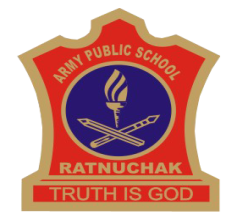 ARMY PUBLIC SCHOOL
RATNUCHAK
TRUTH IS GOD